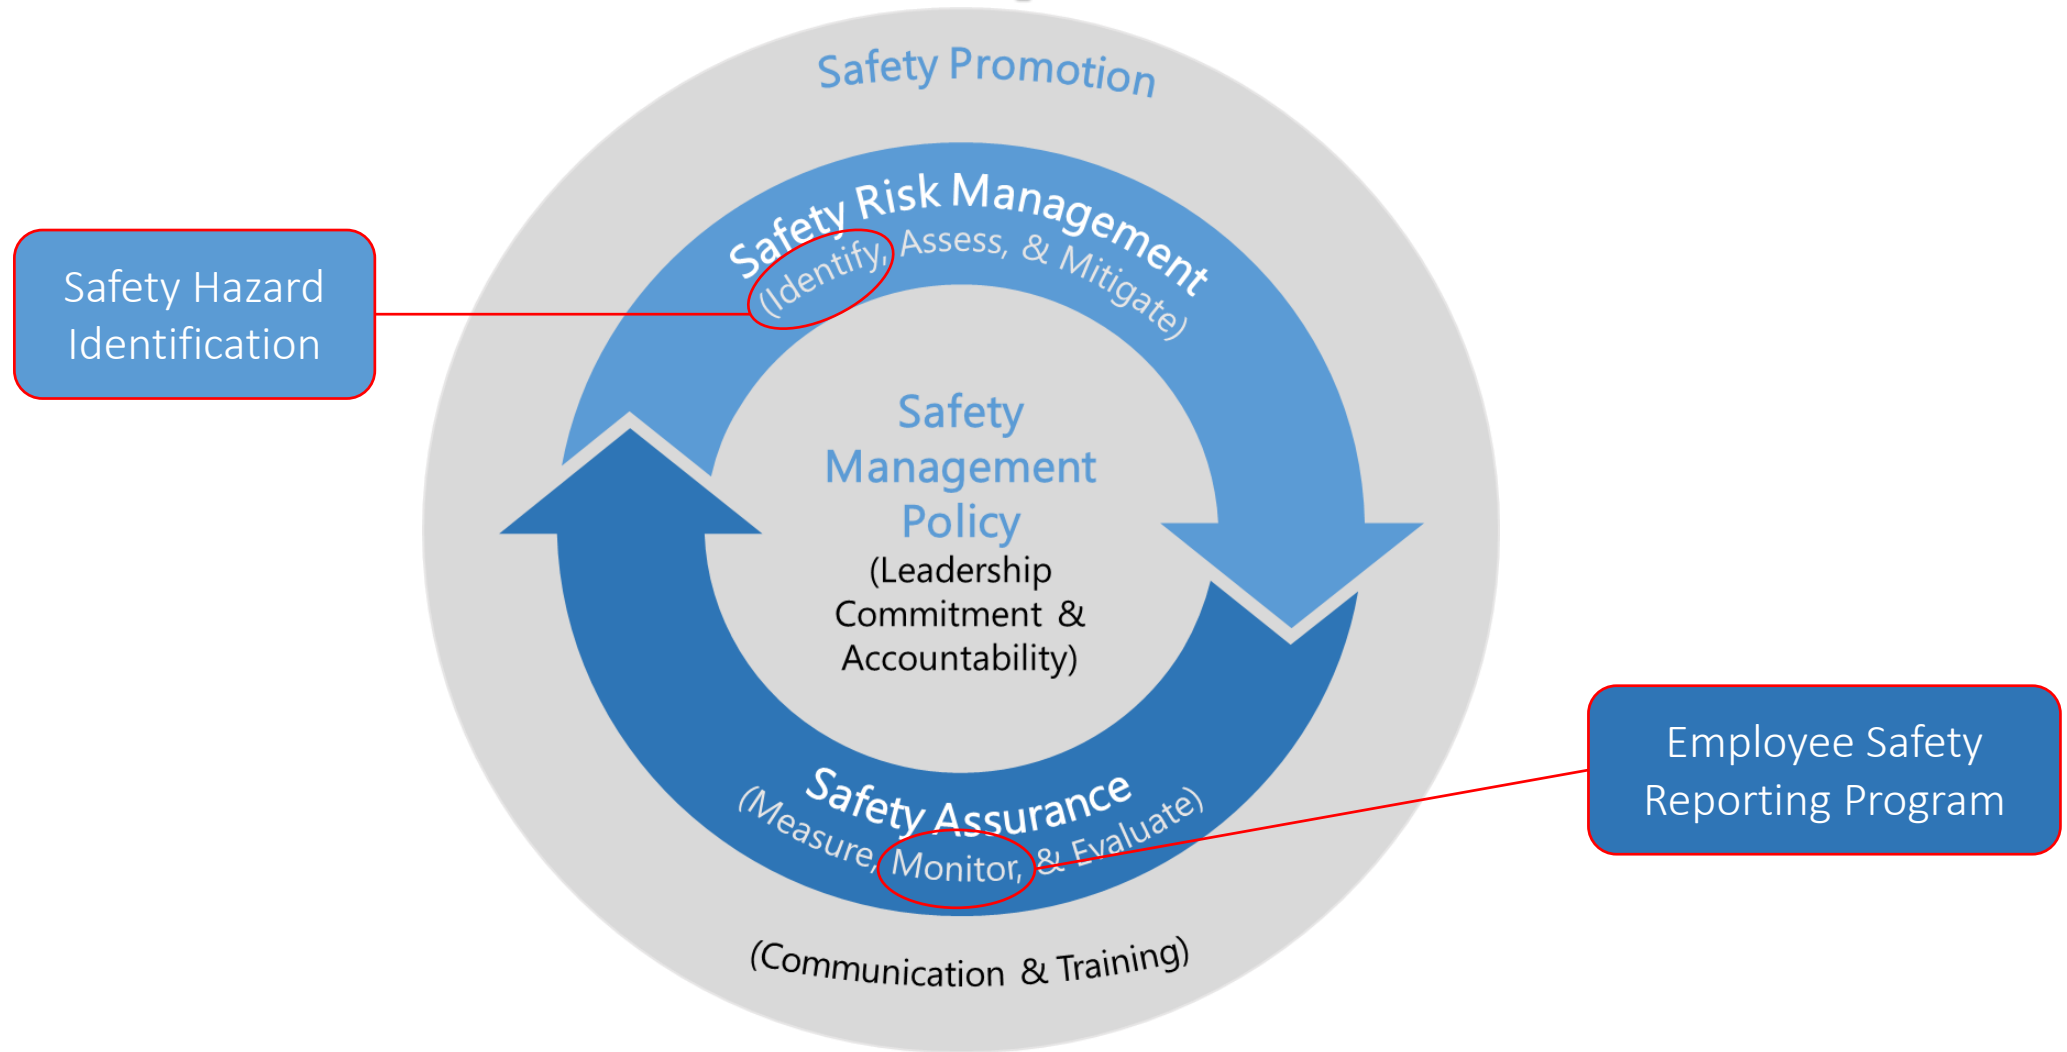 Safety Promotion
Safety Risk Management
(Identify, Assess, & Mitigate)
Safety Hazard
Identification
Safety
Management
Policy
(Leadership
Commitment &
Accountability)
Employee Safety
Reporting Program
Safety Assurance
(Measure, Monitor, & Evaluate)
(Communication & Training)